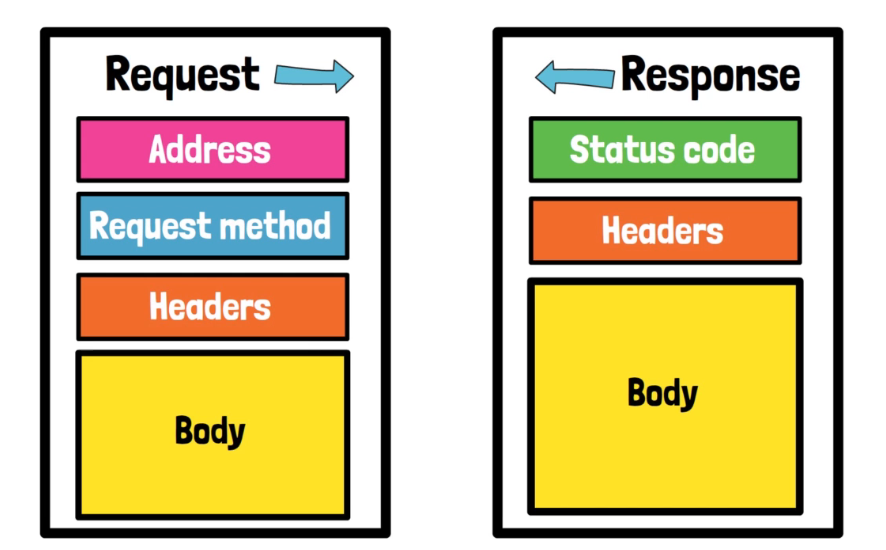 Request
Address
Request method
Headers
Body
Response
Status code
Headers
Body